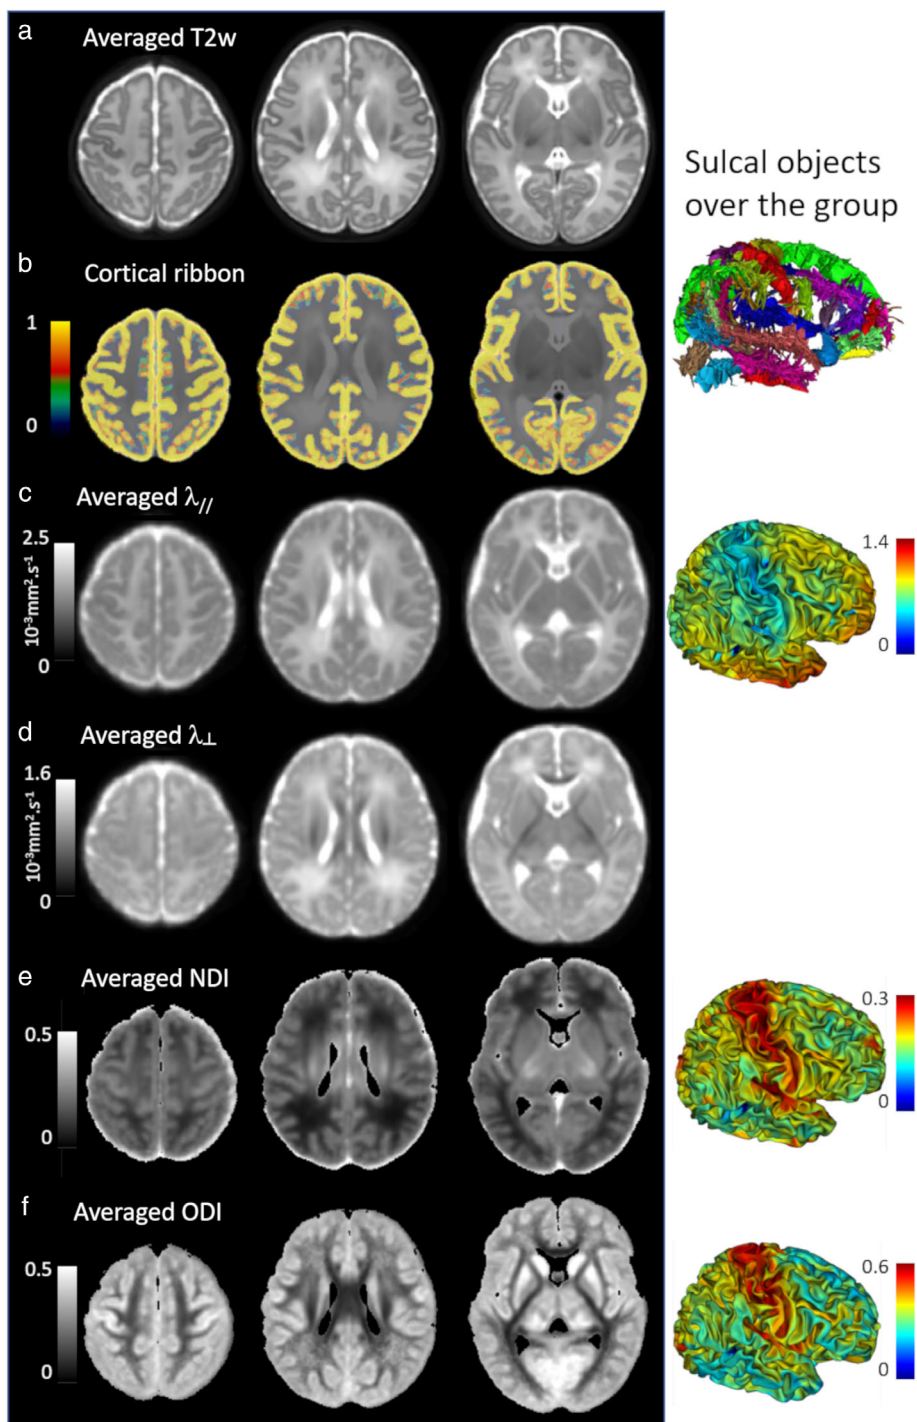 a
Averaged T2w
Sulcal objects
over the group
b
Cortical ribbon
1
0
c
Averaged λ//
2.5
10-3mm2.s-1
0
1.4
0
d
Averaged λ⊥
1.6
10-3mm2.s-1
0
e
Averaged NDI
0.5
0
0.3
0
f
Averaged ODI
0.5
0
0.6
0